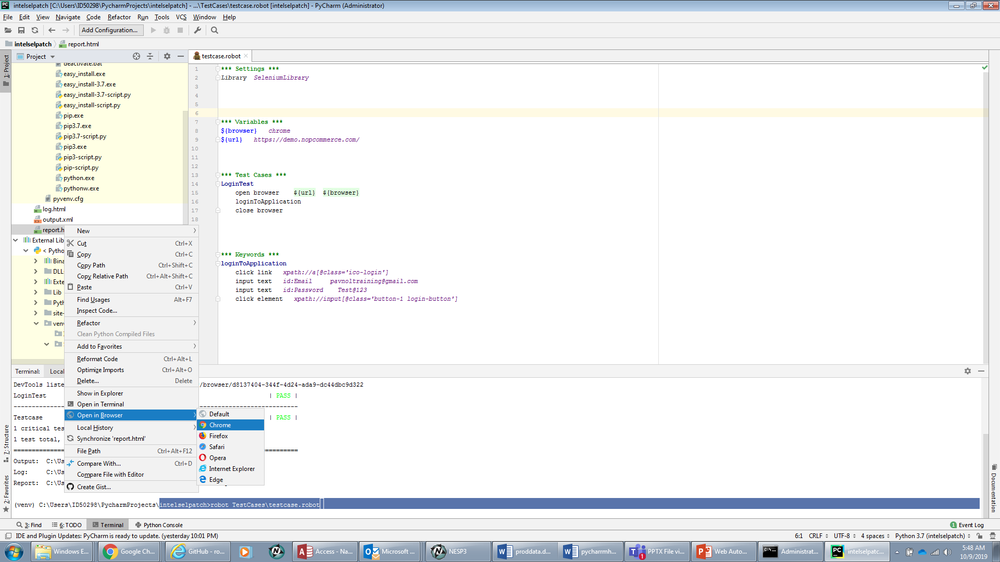 intelselpatch [C:\Users\ID50298\PycharmProjects\intelselpatch] - ...\TestCases\testcase.robot [intelselpatch] - PyCharm (Administrator)
File Edit View Navigate Code Refactor Run Tools VCS Window Help
Add Configuration...
intelselpatch report.html
1: Project
Project
testcase.robot
deactivate.bat
easy_install.exe
easy_install-3.7.exe
easy_install-3.7-script.py
easy_install-script.py
pip.exe
pip3.7.exe
pip3.7-script.py
pip3.exe
pip3-script.py
pip-script.py
python.exe
pythonw.exe
pyvenv.cfg
log.html
output.xml
report.h
External Lib
< Pytho
Bina
DLL
Exte
Lib
Pyth
site-
venv
1 *** Settings ***
2 Library SeleniumLibrary
3
4
5
6
7 *** Variables ***
8 ${browser} chrome
9 ${url} https://demo.nopcommerce.com/
10
11
12
13 *** Test Cases ***
14 LoginTest
15 open browser ${url} ${browser}
16 loginToApplication
17 close browser
18
*** Keywords ***
loginToApplication
click link xpath://a[@class='ico-login']
input text id:Email pavnoltraining@gmail.com
input text id:Password Test@123
click element xpath://input[@class='button-1 login-button']
New
Cut Ctrl+X
Copy Ctrl+C
Copy Path Ctrl+Shift+C
Copy Relative Path Ctrl+Alt+Shift+C
Paste Ctrl+V
Find Usages Alt+F7
Inspect Code...
Refactor
Clean Python Compiled Files
Add to Favorites
Reformat Code Ctrl+Alt+L
Optimize Imports Ctrl+Alt+O
Delete... Delete
Show in Explorer
Open in Terminal
Open in Browser
Local History
Synchronize 'report.html'
File Path Ctrl+Alt+F12
Compare With... Ctrl+D
Compare File with Editor
Create Gist...
Default
Chrome
Firefox
Safari
Opera
Internet Explorer
Edge
Terminal: Local
DevTools liste /browser/d8137404-344f-4d24-ada9-dc44dbc9d322
LoginTest | PASS |
Testcase | PASS |
1 critical tes
1 test total,
Output: C:\Us
Log: C:\Us
Report: C:\Us
(venv) C:\Users\ID50298\PycharmProjects\intelselpatch>robot TestCases\testcase.robot
7: Structure
2: Favorites
Documentation
3: Find 6: TODO Terminal Python Console 1 Event Log
IDE and Plugin Updates: PyCharm is ready to update. (yesterday 10:01 PM) 6:1 CRLF UTF-8 4 spaces Python 3.7 (intelselpatch)
Windows E... Google Ch... GitHub - ro... Access - Na... Microsoft ... NESP3 proddata.d... pycharmh... PPTX File vi... Web Auto... Administrat... intelselpatc...
5:48 AM
10/9/2019